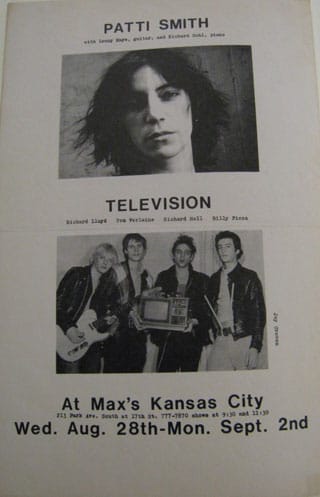 PATTI SMITH
with Lenny Kaye, guitar, and Richard Sohl, piano
TELEVISION
Richard Lloyd Tom Verlaine Richard Hell Billy Ficca
At Max's Kansas City
213 Park Ave. South at 17th St. 777-7870 shows at 9:30 and 11:30
Wed. Aug. 28th-Mon. Sept. 2nd